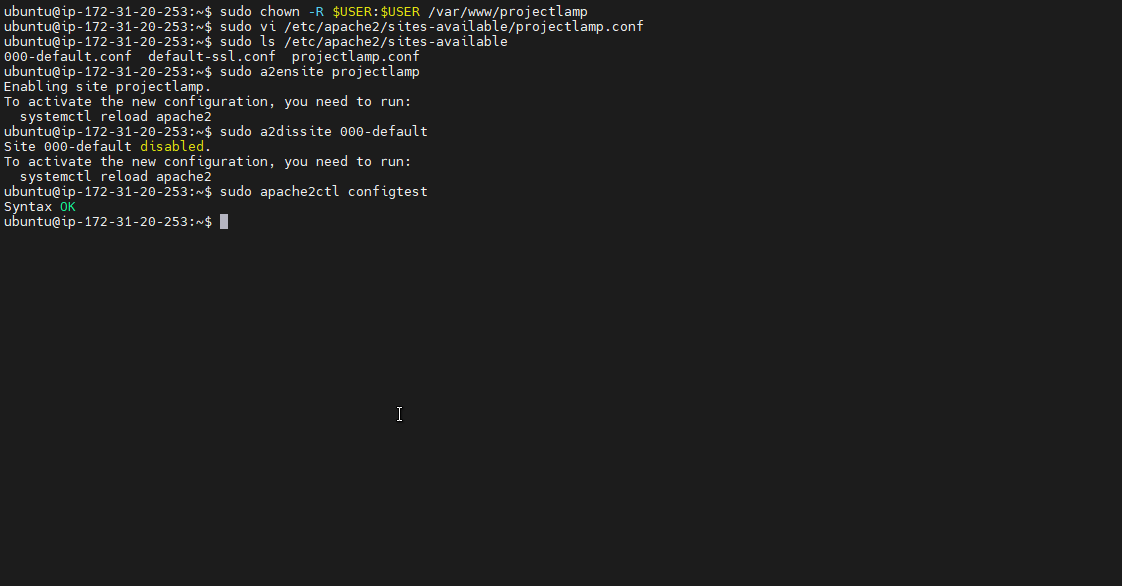 ubuntu@ip-172-31-20-253:~$ sudo chown -R $USER:$USER /var/www/projectlamp
ubuntu@ip-172-31-20-253:~$ sudo vi /etc/apache2/sites-available/projectlamp.conf
ubuntu@ip-172-31-20-253:~$ sudo ls /etc/apache2/sites-available
000-default.conf  default-ssl.conf  projectlamp.conf
ubuntu@ip-172-31-20-253:~$ sudo a2ensite projectlamp
Enabling site projectlamp.
To activate the new configuration, you need to run:
  systemctl reload apache2
ubuntu@ip-172-31-20-253:~$ sudo a2dissite 000-default
Site 000-default disabled.
To activate the new configuration, you need to run:
  systemctl reload apache2
ubuntu@ip-172-31-20-253:~$ sudo apache2ctl configtest
Syntax OK
ubuntu@ip-172-31-20-253:~$